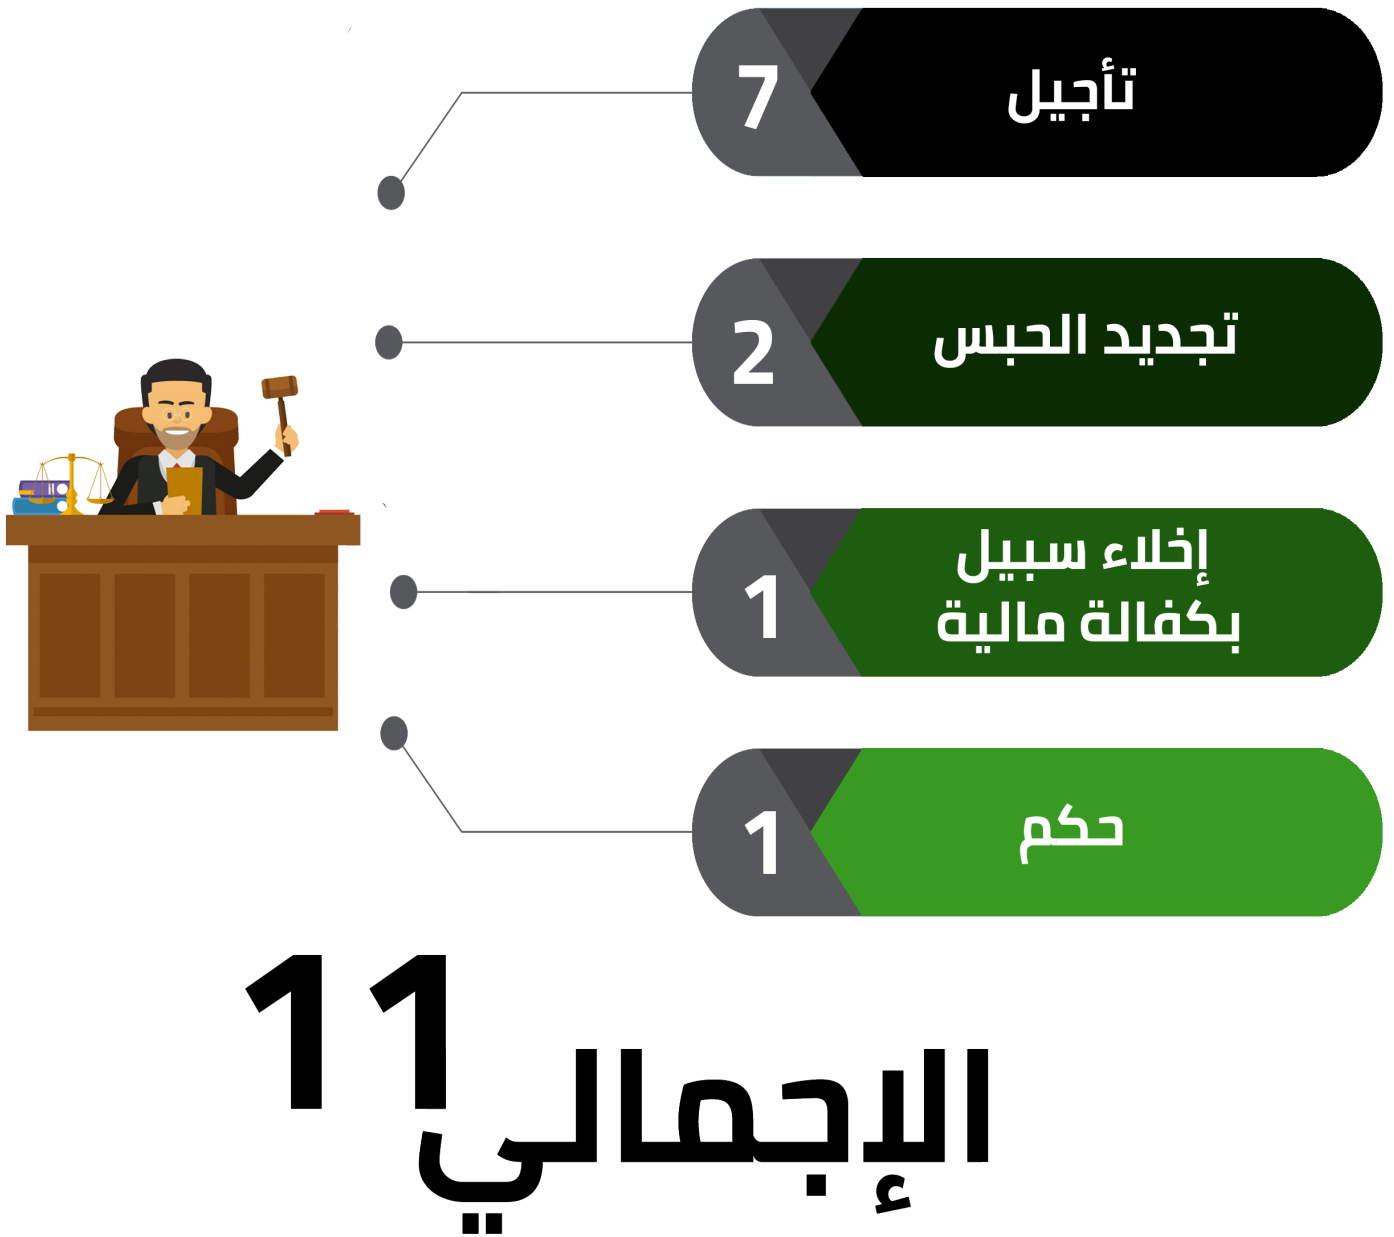 تأجيل
7
تجديد الحبس
2
إخلاء سبيل
بكفالة مالية
1
حكم
1
الإجمالي 11